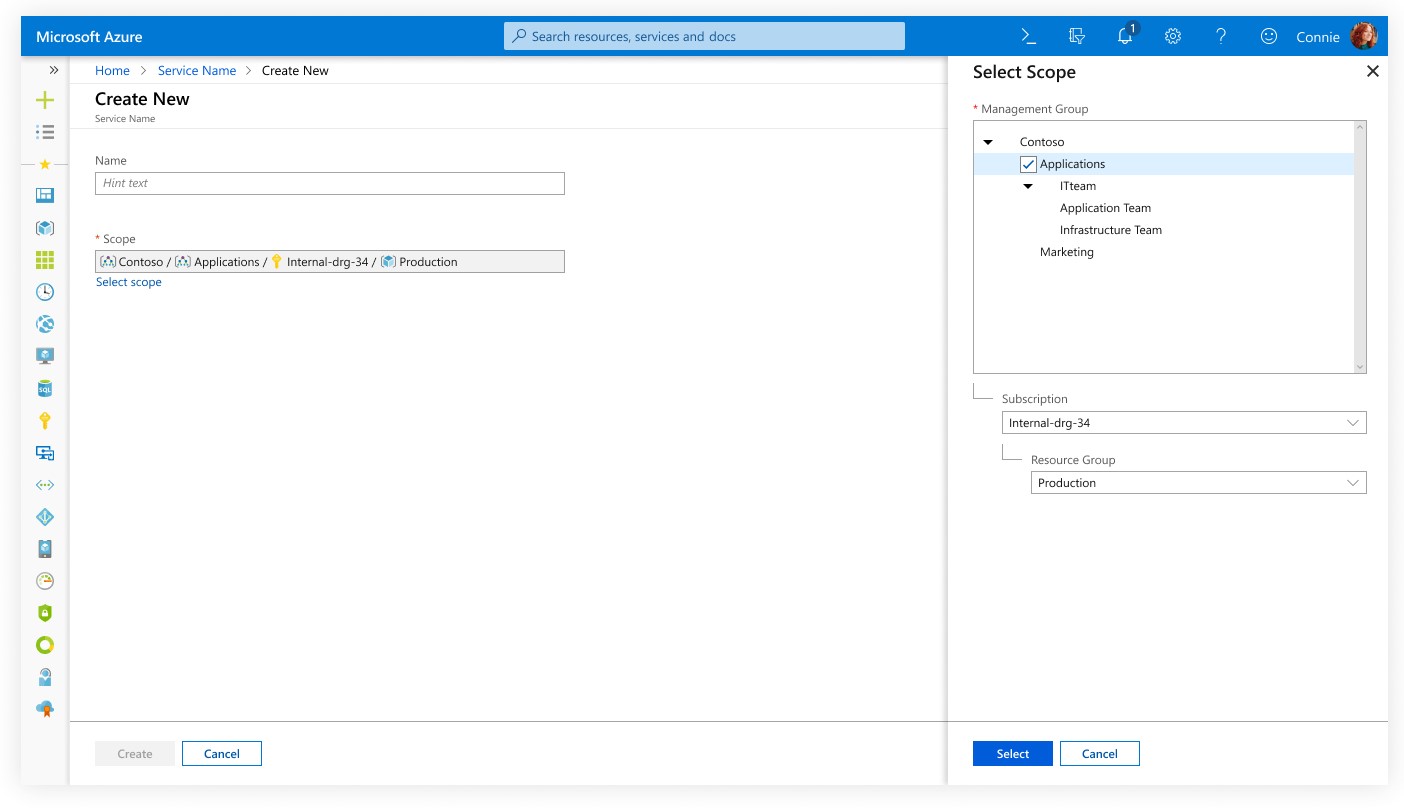 Microsoft Azure
Search resources, services and docs
1
Connie
Home > Service Name > Create New
Create New
Service Name
Name
Hint text
* Scope
Contoso / Applications / Internal-drg-34 / Production
Select scope
SQL
Create
Cancel
Select Scope
* Management Group
Contoso
Applications
ITteam
Application Team
Infrastructure Team
Marketing
Subscription
Internal-drg-34
Resource Group
Production
Select
Cancel